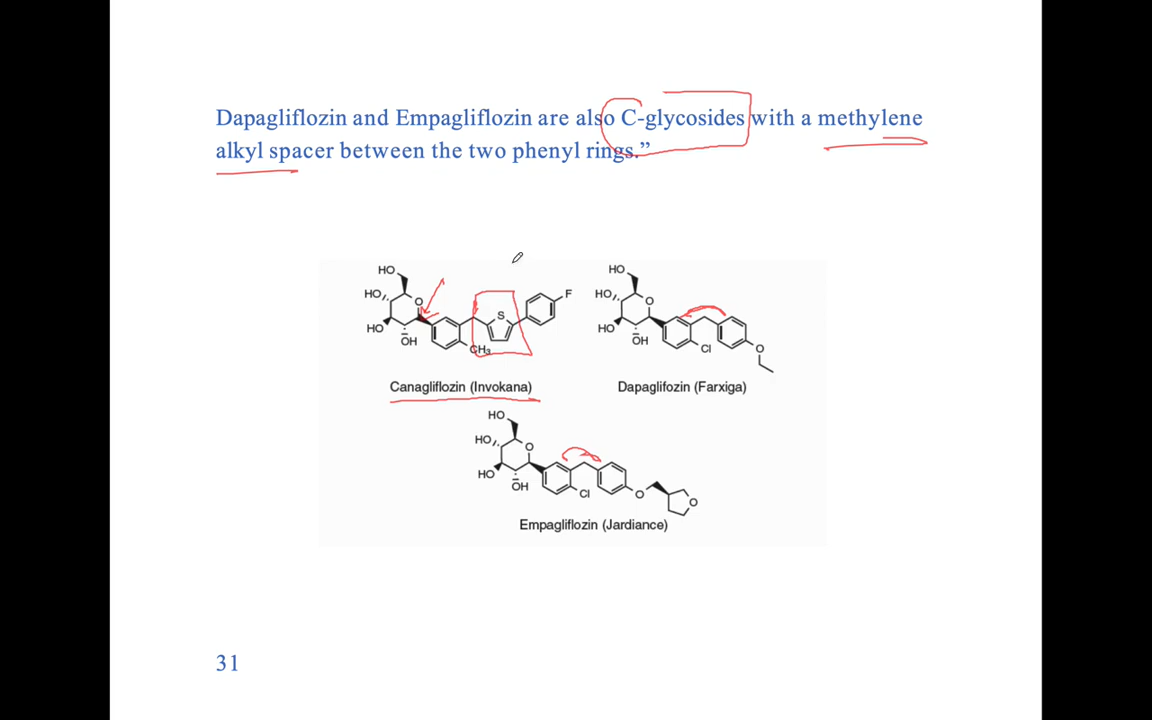 Dapagliflozin and Empagliflozin are also C-glycosides with a methylene
alkyl spacer between the two phenyl rings.”
HO
HO,,
O
HO
OH
CH₃
S
F
Canagliflozin (Invokana)
HO
HO,,
O
HO
OH
Cl
O
Dapaglifozin (Farxiga)
HO
HO,,
O
HO
OH
Cl
O
O
Empagliflozin (Jardiance)
31